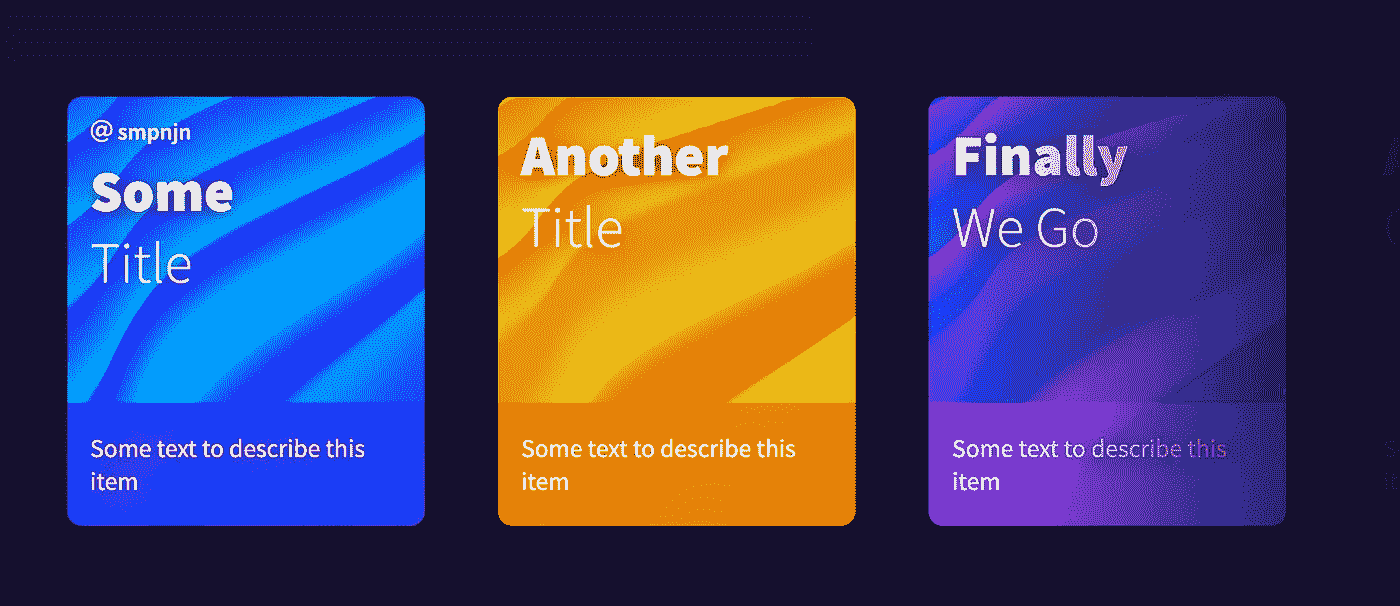 @ smpnjn
Some
Title
Some text to describe this
item
Another
Title
Some text to describe this
item
Finally
We Go
Some text to describe this
item